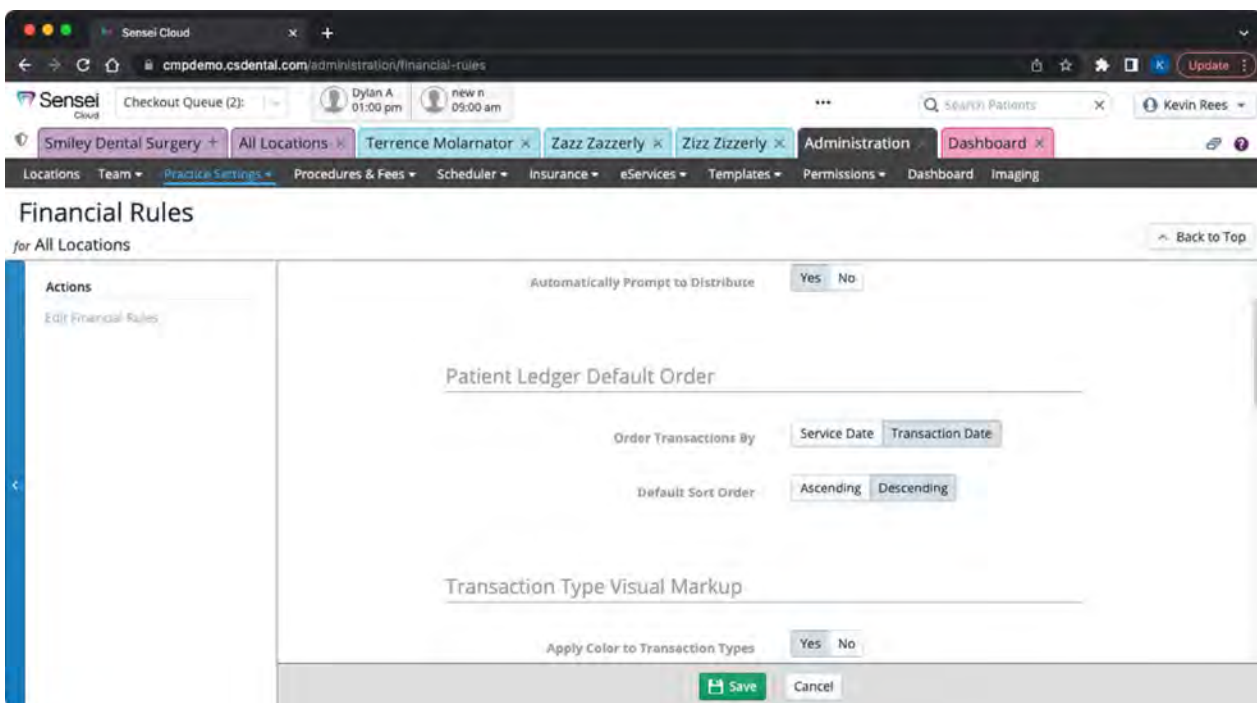 Sensei Cloud × +
cmpdemo.csdental.com/administration/financial-rules K Update
Sensei Cloud Checkout Queue (2): Dylan A 01:00 pm new n 09:00 am ... Search Patients × Kevin Rees
Smiley Dental Surgery + All Locations × Terrence Molarnator × Zazz Zazzerly × Zizz Zizzerly × Administration × Dashboard × ?
Locations Team Practice Settings Procedures & Fees Scheduler Insurance eServices Templates Permissions Dashboard Imaging
Financial Rules
for All Locations
Back to Top
Actions
Edit Financial Rules
Automatically Prompt to Distribute Yes No
Patient Ledger Default Order
Order Transactions By Service Date Transaction Date
Default Sort Order Ascending Descending
Transaction Type Visual Markup
Apply Color to Transaction Types Yes No
Save Cancel